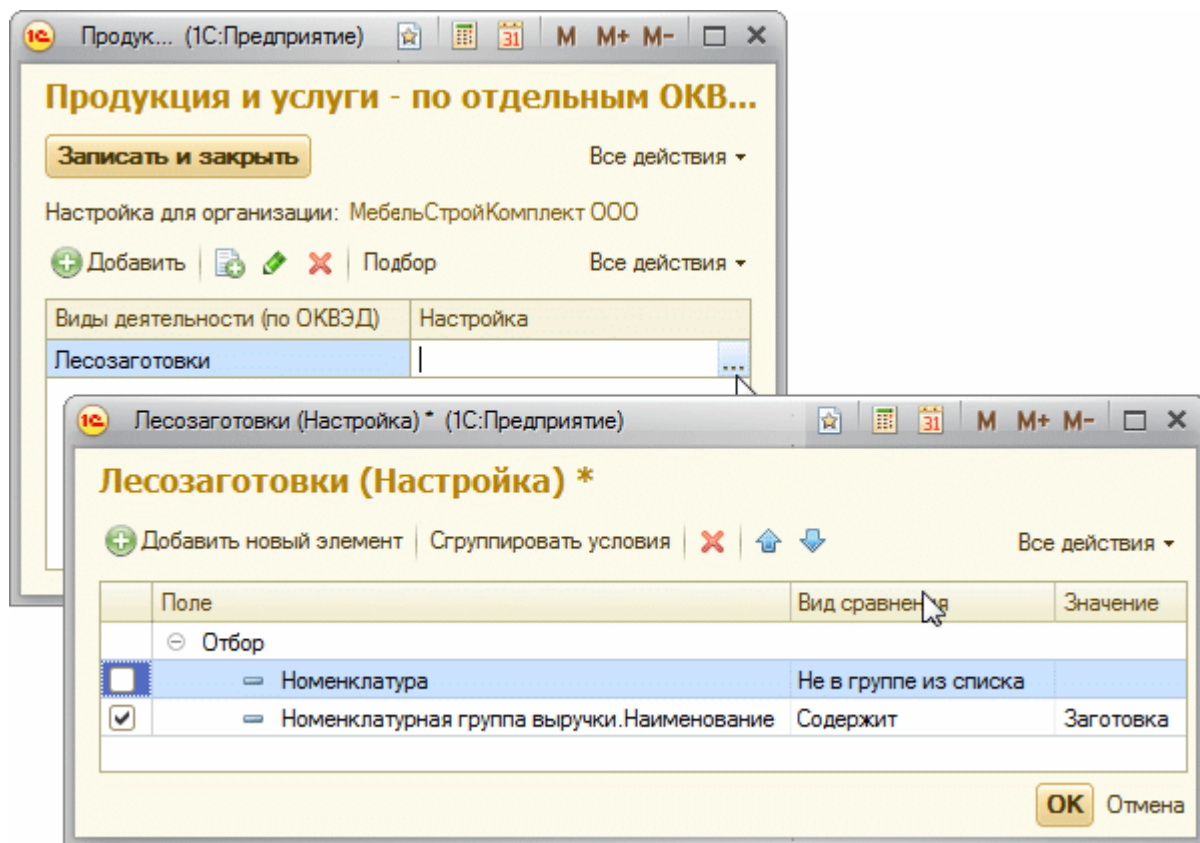 Продук... (1С:Предприятие) 31 M M+ M-
Продукция и услуги - по отдельным ОКВ...
Записать и закрыть Все действия
Настройка для организации: МебельСтройКомплект ООО
Добавить Подбор Все действия
Виды деятельности (по ОКВЭД) Настройка
Лесозаготовки ...
Лесозаготовки (Настройка) * (1С:Предприятие) 31 M M+ M-
Лесозаготовки (Настройка) *
Добавить новый элемент Сгруппировать условия Все действия
Поле Вид сравнения Значение
Отбор
Номенклатура Не в группе из списка
Номенклатурная группа выручки.Наименование Содержит Заготовка
ОК Отмена